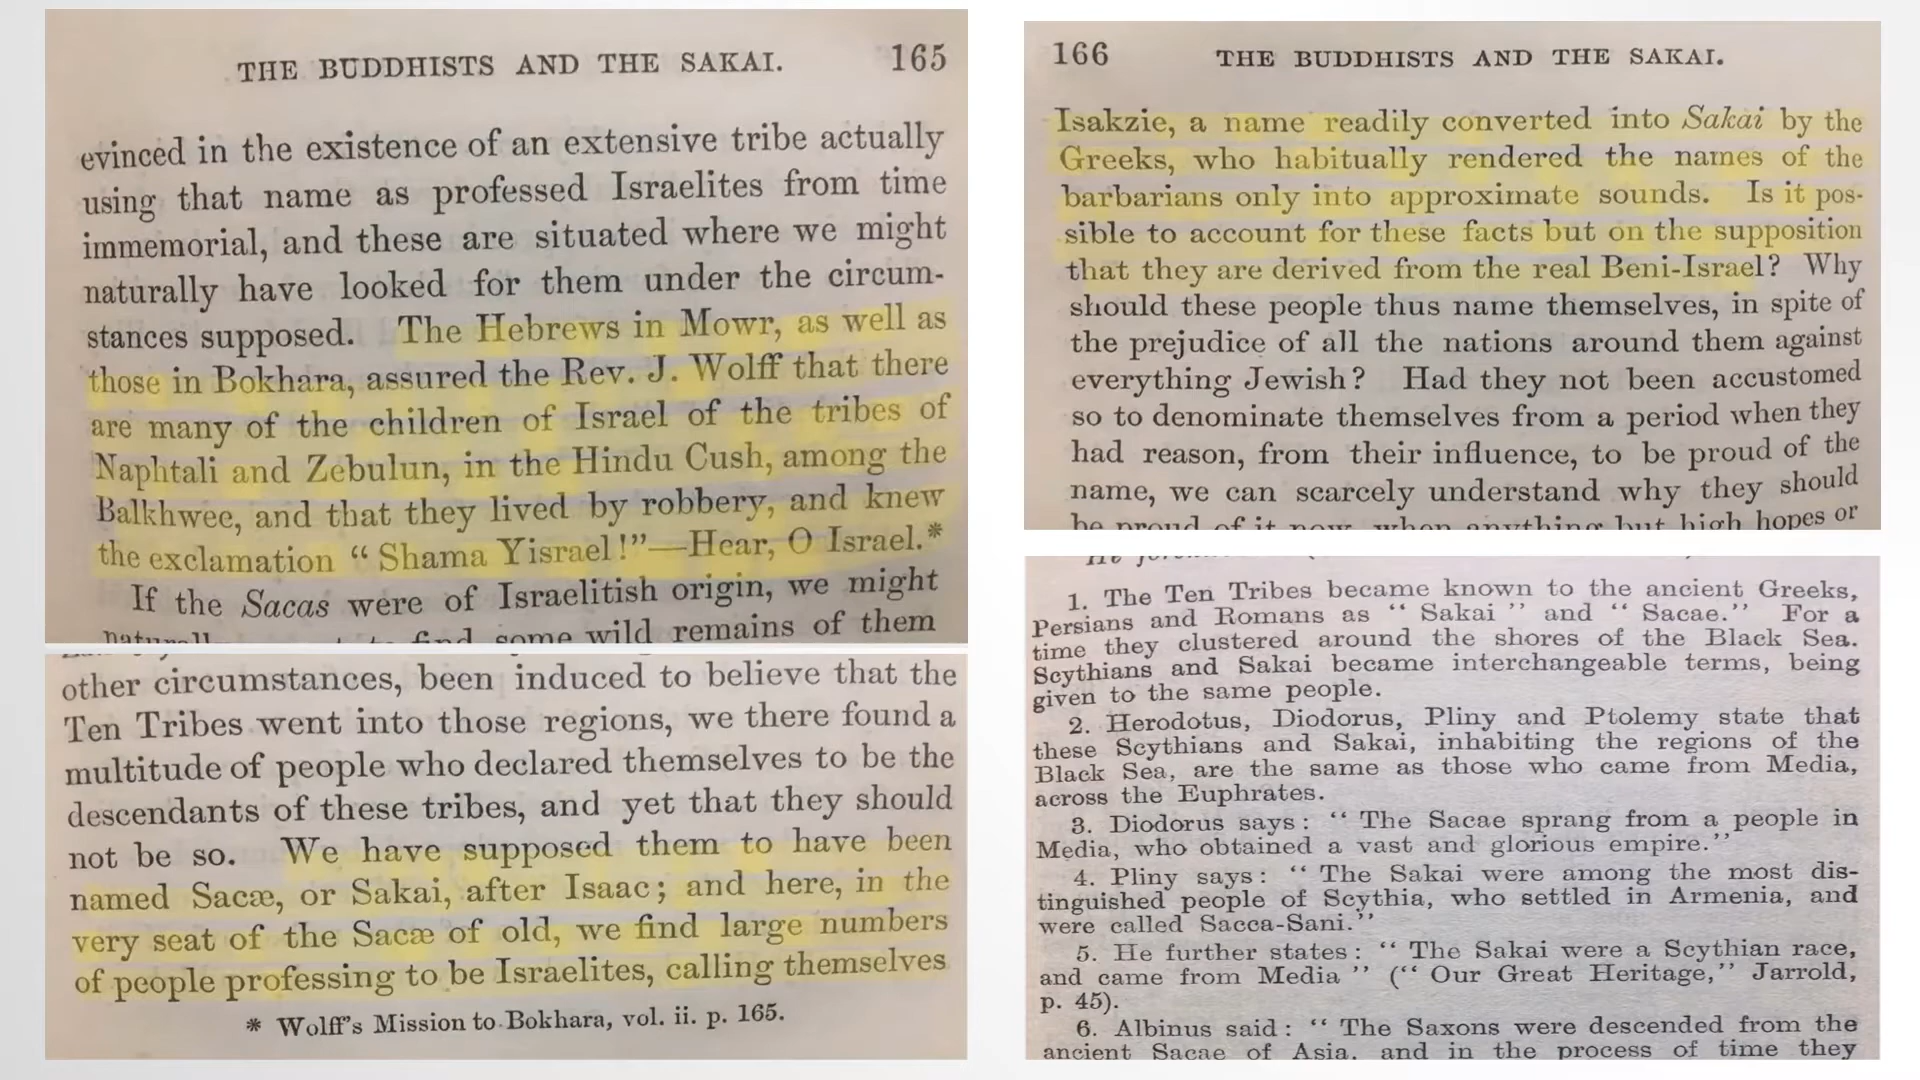 THE BUDDHISTS AND THE SAKAI. 165
evinced in the existence of an extensive tribe actually
using that name as professed Israelites from time
immemorial, and these are situated where we might
naturally have looked for them under the circum-
stances supposed. The Hebrews in Mowr, as well as
those in Bokhara, assured the Rev. J. Wolff that there
are many of the children of Israel of the tribes of
Naphtali and Zebulun, in the Hindu Cush, among the
Balkhwee, and that they lived by robbery, and knew
the exclamation “ Shama Yisrael!”—Hear, O Israel.*
If the Sacas were of Israelitish origin, we might
find some wild remains of them
other circumstances, been induced to believe that the
Ten Tribes went into those regions, we there found a
multitude of people who declared themselves to be the
descendants of these tribes, and yet that they should
not be so. We have supposed them to have been
named Sacæ, or Sakai, after Isaac; and here, in the
very seat of the Sacæ of old, we find large numbers
of people professing to be Israelites, calling themselves
* Wolff's Mission to Bokhara, vol. ii. p. 165.
166 THE BUDDHISTS AND THE SAKAI.
Isakzie, a name readily converted into Sakai by the
Greeks, who habitually rendered the names of the
barbarians only into approximate sounds. Is it pos-
sible to account for these facts but on the supposition
that they are derived from the real Beni-Israel? Why
should these people thus name themselves, in spite of
the prejudice of all the nations around them against
everything Jewish? Had they not been accustomed
so to denominate themselves from a period when they
had reason, from their influence, to be proud of the
name, we can scarcely understand why they should
be proud of it now, when anything but high hopes or
1. The Ten Tribes became known to the ancient Greeks,
Persians and Romans as “ Sakai ” and “ Sacae.” For a
time they clustered around the shores of the Black Sea.
Scythians and Sakai became interchangeable terms, being
given to the same people.
2. Herodotus, Diodorus, Pliny and Ptolemy state that
these Scythians and Sakai, inhabiting the regions of the
Black Sea, are the same as those who came from Media,
across the Euphrates.
3. Diodorus says: “ The Sacae sprang from a people in
Media, who obtained a vast and glorious empire.”
4. Pliny says: “ The Sakai were among the most dis-
tinguished people of Scythia, who settled in Armenia, and
were called Sacca-Sani.”
5. He further states: “ The Sakai were a Scythian race,
and came from Media ” (“ Our Great Heritage,” Jarrold,
p. 45).
6. Albinus said: “ The Saxons were descended from the
ancient Sacae of Asia, and in the process of time they